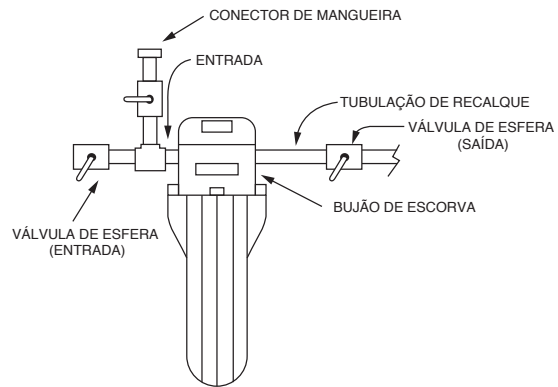 CONECTOR DE MANGUEIRA
ENTRADA
TUBULAÇÃO DE RECALQUE
VÁLVULA DE ESFERA
(SAÍDA)
BUJÃO DE ESCORVA
VÁLVULA DE ESFERA
(ENTRADA)